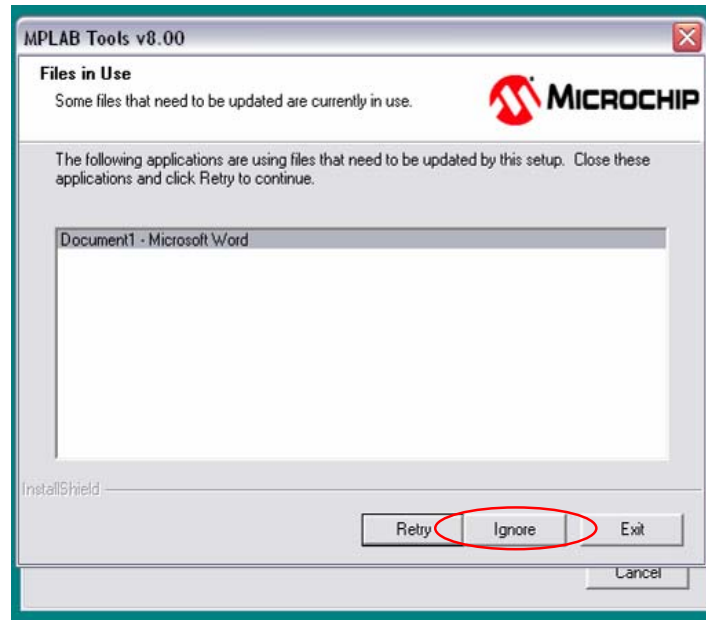 MPLAB Tools v8.00
Files in Use
Some files that need to be updated are currently in use.
MICROCHIP
The following applications are using files that need to be updated by this setup. Close these
applications and click Retry to continue.
Document1 - Microsoft Word
InstallShield
Retry
Ignore
Exit
Cancel